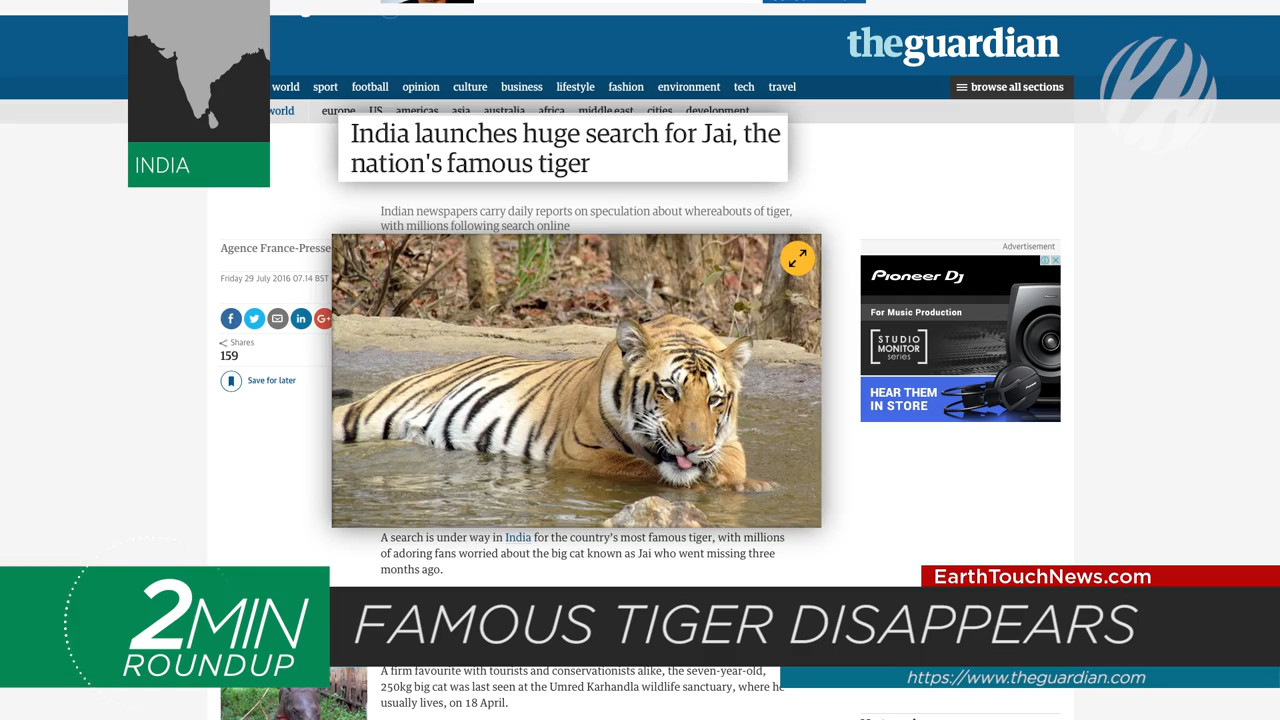 theguardian
world sport football opinion culture business lifestyle fashion environment tech travel
browse all sections
world europe US americas asia australia africa middle east cities development
INDIA
India launches huge search for Jai, the
nation's famous tiger
Indian newspapers carry daily reports on speculation about whereabouts of tiger,
with millions following search online
Agence France-Presse
Friday 29 July 2016 07.14 BST
Shares
159
Save for later
Advertisement
Pioneer Dj
For Music Production
STUDIO
MONITOR
series
HEAR THEM
IN STORE
A search is under way in India for the country's most famous tiger, with millions
of adoring fans worried about the big cat known as Jai who went missing three
months ago.
EarthTouchNews.com
2MIN
ROUNDUP
FAMOUS TIGER DISAPPEARS
https://www.theguardian.com
A firm favourite with tourists and conservationists alike, the seven-year-old,
250kg big cat was last seen at the Umred Karhandla wildlife sanctuary, where he
usually lives, on 18 April.